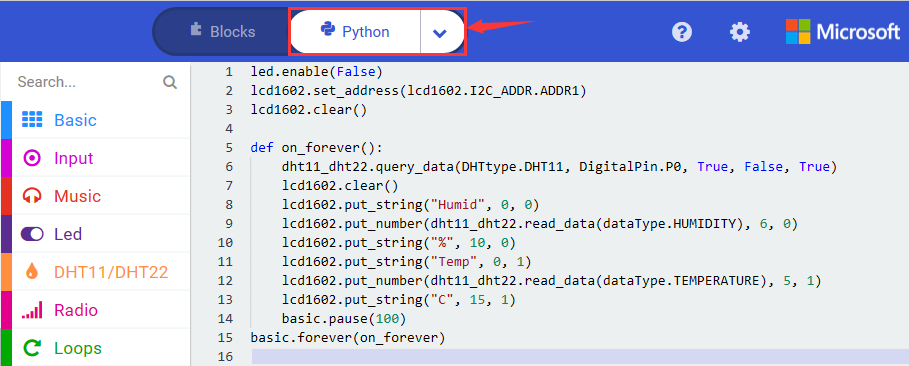 Blocks
Python
Microsoft
Search...
Basic
Input
Music
Led
DHT11/DHT22
Radio
Loops
1 led.enable(False)
2 lcd1602.set_address(lcd1602.I2C_ADDR.ADDR1)
3 lcd1602.clear()
4
5 def on_forever():
6     dht11_dht22.query_data(DHTtype.DHT11, DigitalPin.P0, True, False, True)
7     lcd1602.clear()
8     lcd1602.put_string("Humid", 0, 0)
9     lcd1602.put_number(dht11_dht22.read_data(dataType.HUMIDITY), 6, 0)
10     lcd1602.put_string("%", 10, 0)
11     lcd1602.put_string("Temp", 0, 1)
12     lcd1602.put_number(dht11_dht22.read_data(dataType.TEMPERATURE), 5, 1)
13     lcd1602.put_string("C", 15, 1)
14     basic.pause(100)
15 basic.forever(on_forever)
16